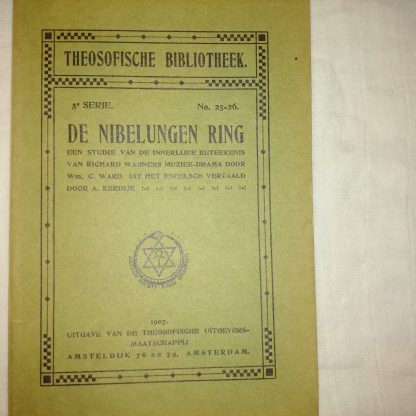 THEOSOFISCHE BIBLIOTHEEK.
5e SERIE. No. 25-26.
DE NIBELUNGEN RING
EEN STUDIE VAN DE INNERLIJKE BETEEKENIS
VAN RICHARD WAGNERS MUZIEK-DRAMA DOOR
Wm. C. WARD. UIT HET ENGELSCH VERTAALD
DOOR A. KERDIJK
1907.
UITGAVE VAN DE THEOSOFISCHE UITGEVERS-
MAATSCHAPPIJ
AMSTELDIJK 76 en 79, AMSTERDAM.